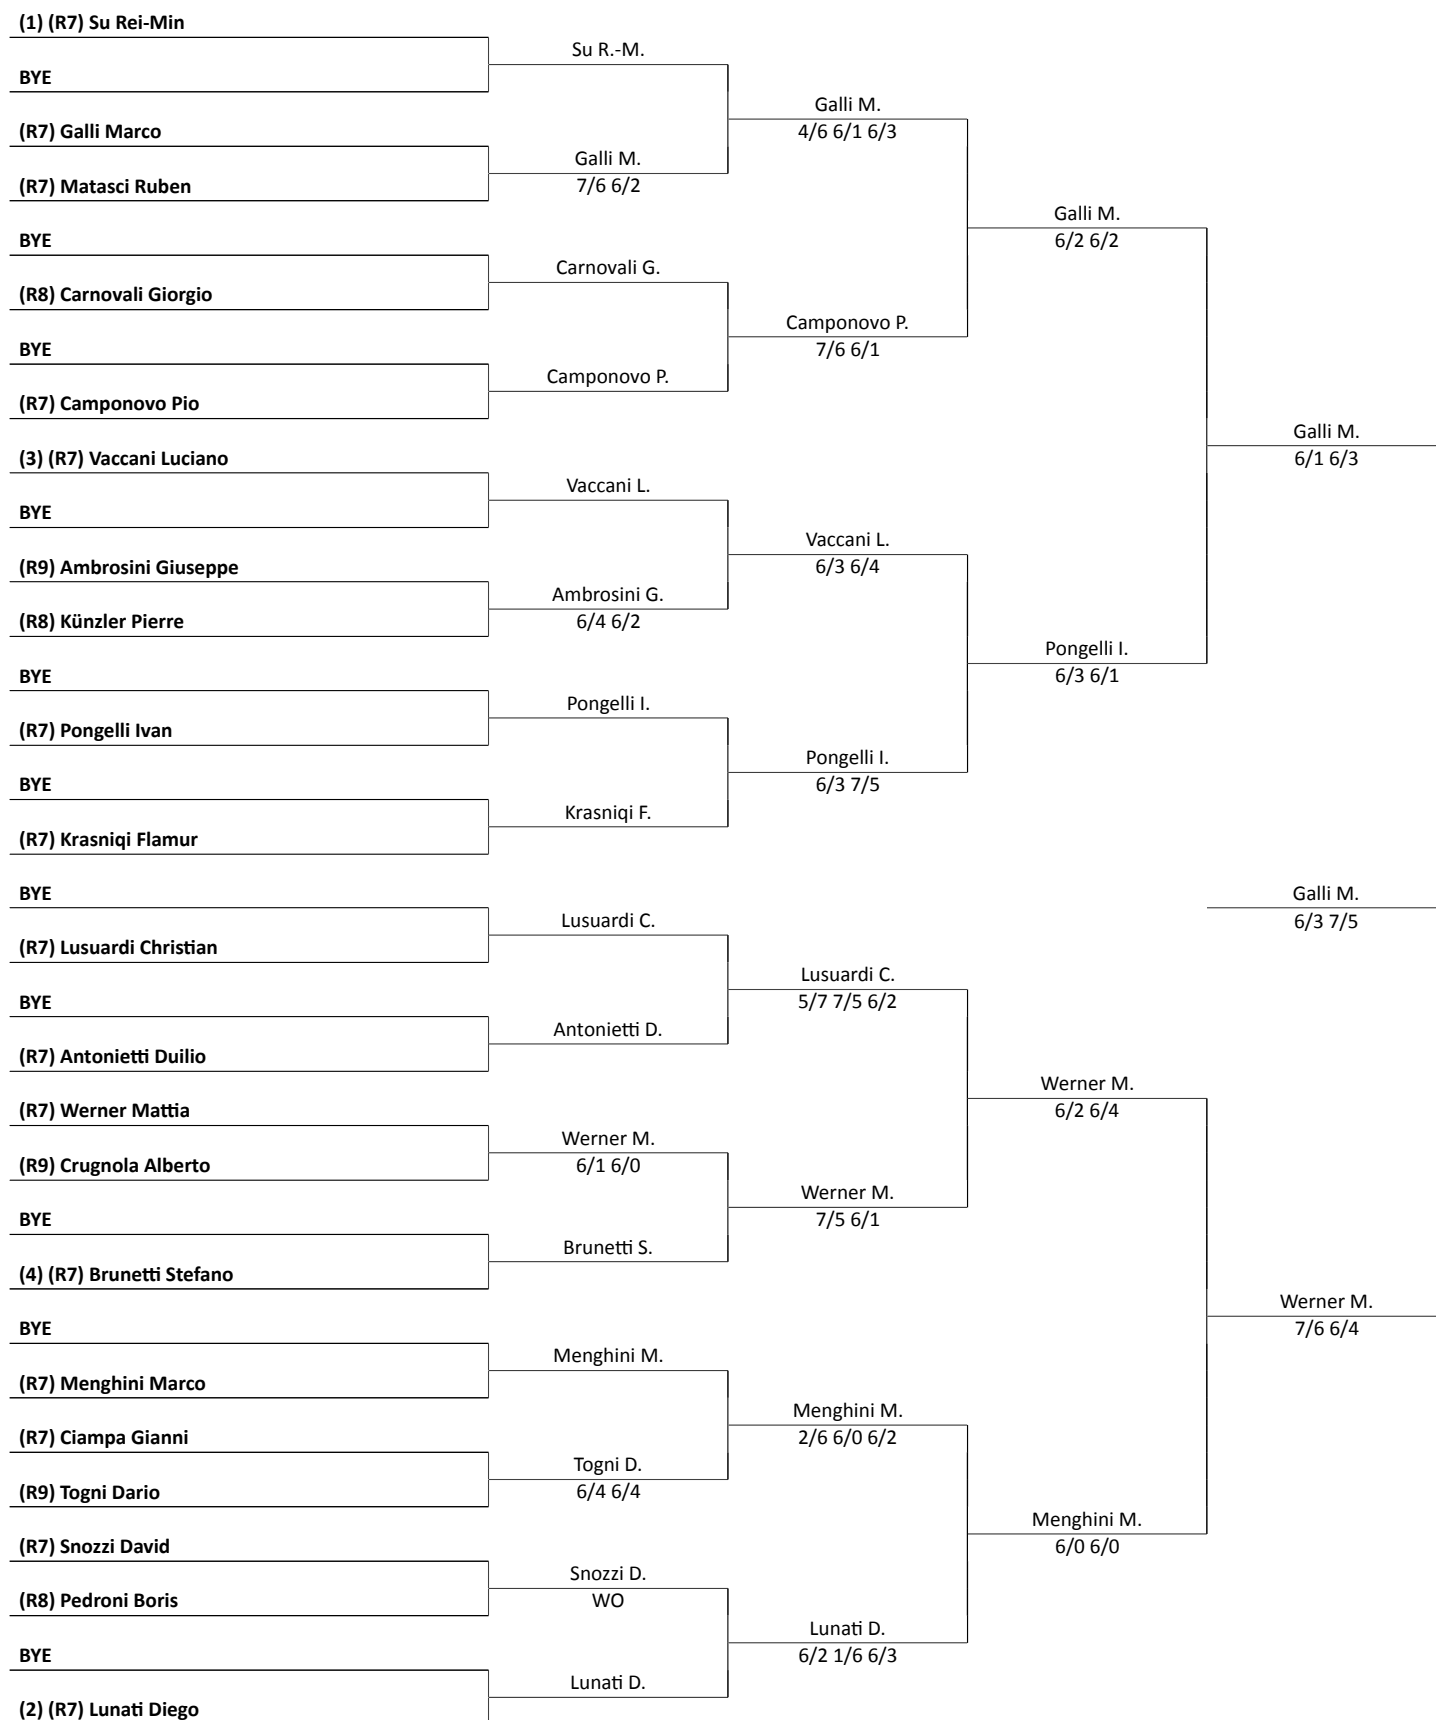 (1) (R7) Su Rei-Min
Su R.-M.
BYE
Galli M.
4/6 6/1 6/3
(R7) Galli Marco
Galli M.
7/6 6/2
(R7) Matasci Ruben
Galli M.
6/2 6/2
BYE
Carnovali G.
(R8) Carnovali Giorgio
Camponovo P.
7/6 6/1
BYE
Camponovo P.
(R7) Camponovo Pio
Galli M.
6/1 6/3
(3) (R7) Vaccani Luciano
Vaccani L.
BYE
Vaccani L.
6/3 6/4
(R9) Ambrosini Giuseppe
Ambrosini G.
6/4 6/2
(R8) Künzler Pierre
Pongelli I.
6/3 6/1
BYE
Pongelli I.
(R7) Pongelli Ivan
Pongelli I.
6/3 7/5
BYE
Krasniqi F.
(R7) Krasniqi Flamur
BYE
Galli M.
6/3 7/5
Lusuardi C.
(R7) Lusuardi Christian
Lusuardi C.
5/7 7/5 6/2
BYE
Antonietti D.
(R7) Antonietti Duilio
Werner M.
6/2 6/4
(R7) Werner Mattia
Werner M.
6/1 6/0
(R9) Crugnola Alberto
Werner M.
7/5 6/1
BYE
Brunetti S.
(4) (R7) Brunetti Stefano
Werner M.
7/6 6/4
BYE
Menghini M.
(R7) Menghini Marco
Menghini M.
2/6 6/0 6/2
(R7) Ciampa Gianni
Togni D.
6/4 6/4
(R9) Togni Dario
Menghini M.
6/0 6/0
(R7) Snozzi David
Snozzi D.
WO
(R8) Pedroni Boris
Lunati D.
6/2 1/6 6/3
BYE
Lunati D.
(2) (R7) Lunati Diego